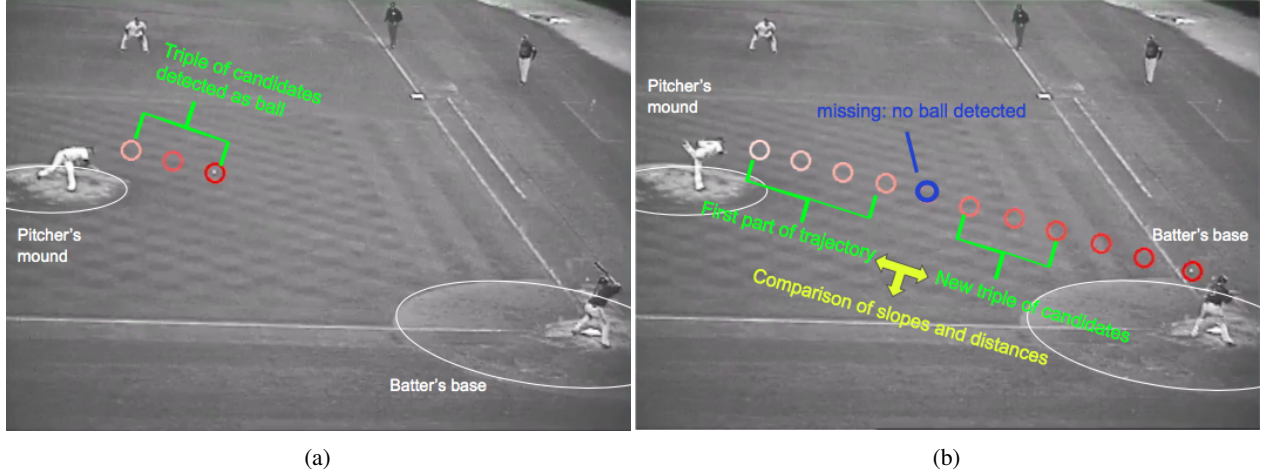 Triple of candidates
detected as ball
Pitcher's
mound
Batter's base
(a)
Pitcher's
mound
missing: no ball detected
First part of trajectory
Batter's base
New triple of candidates
Comparison of slopes and distances
(b)